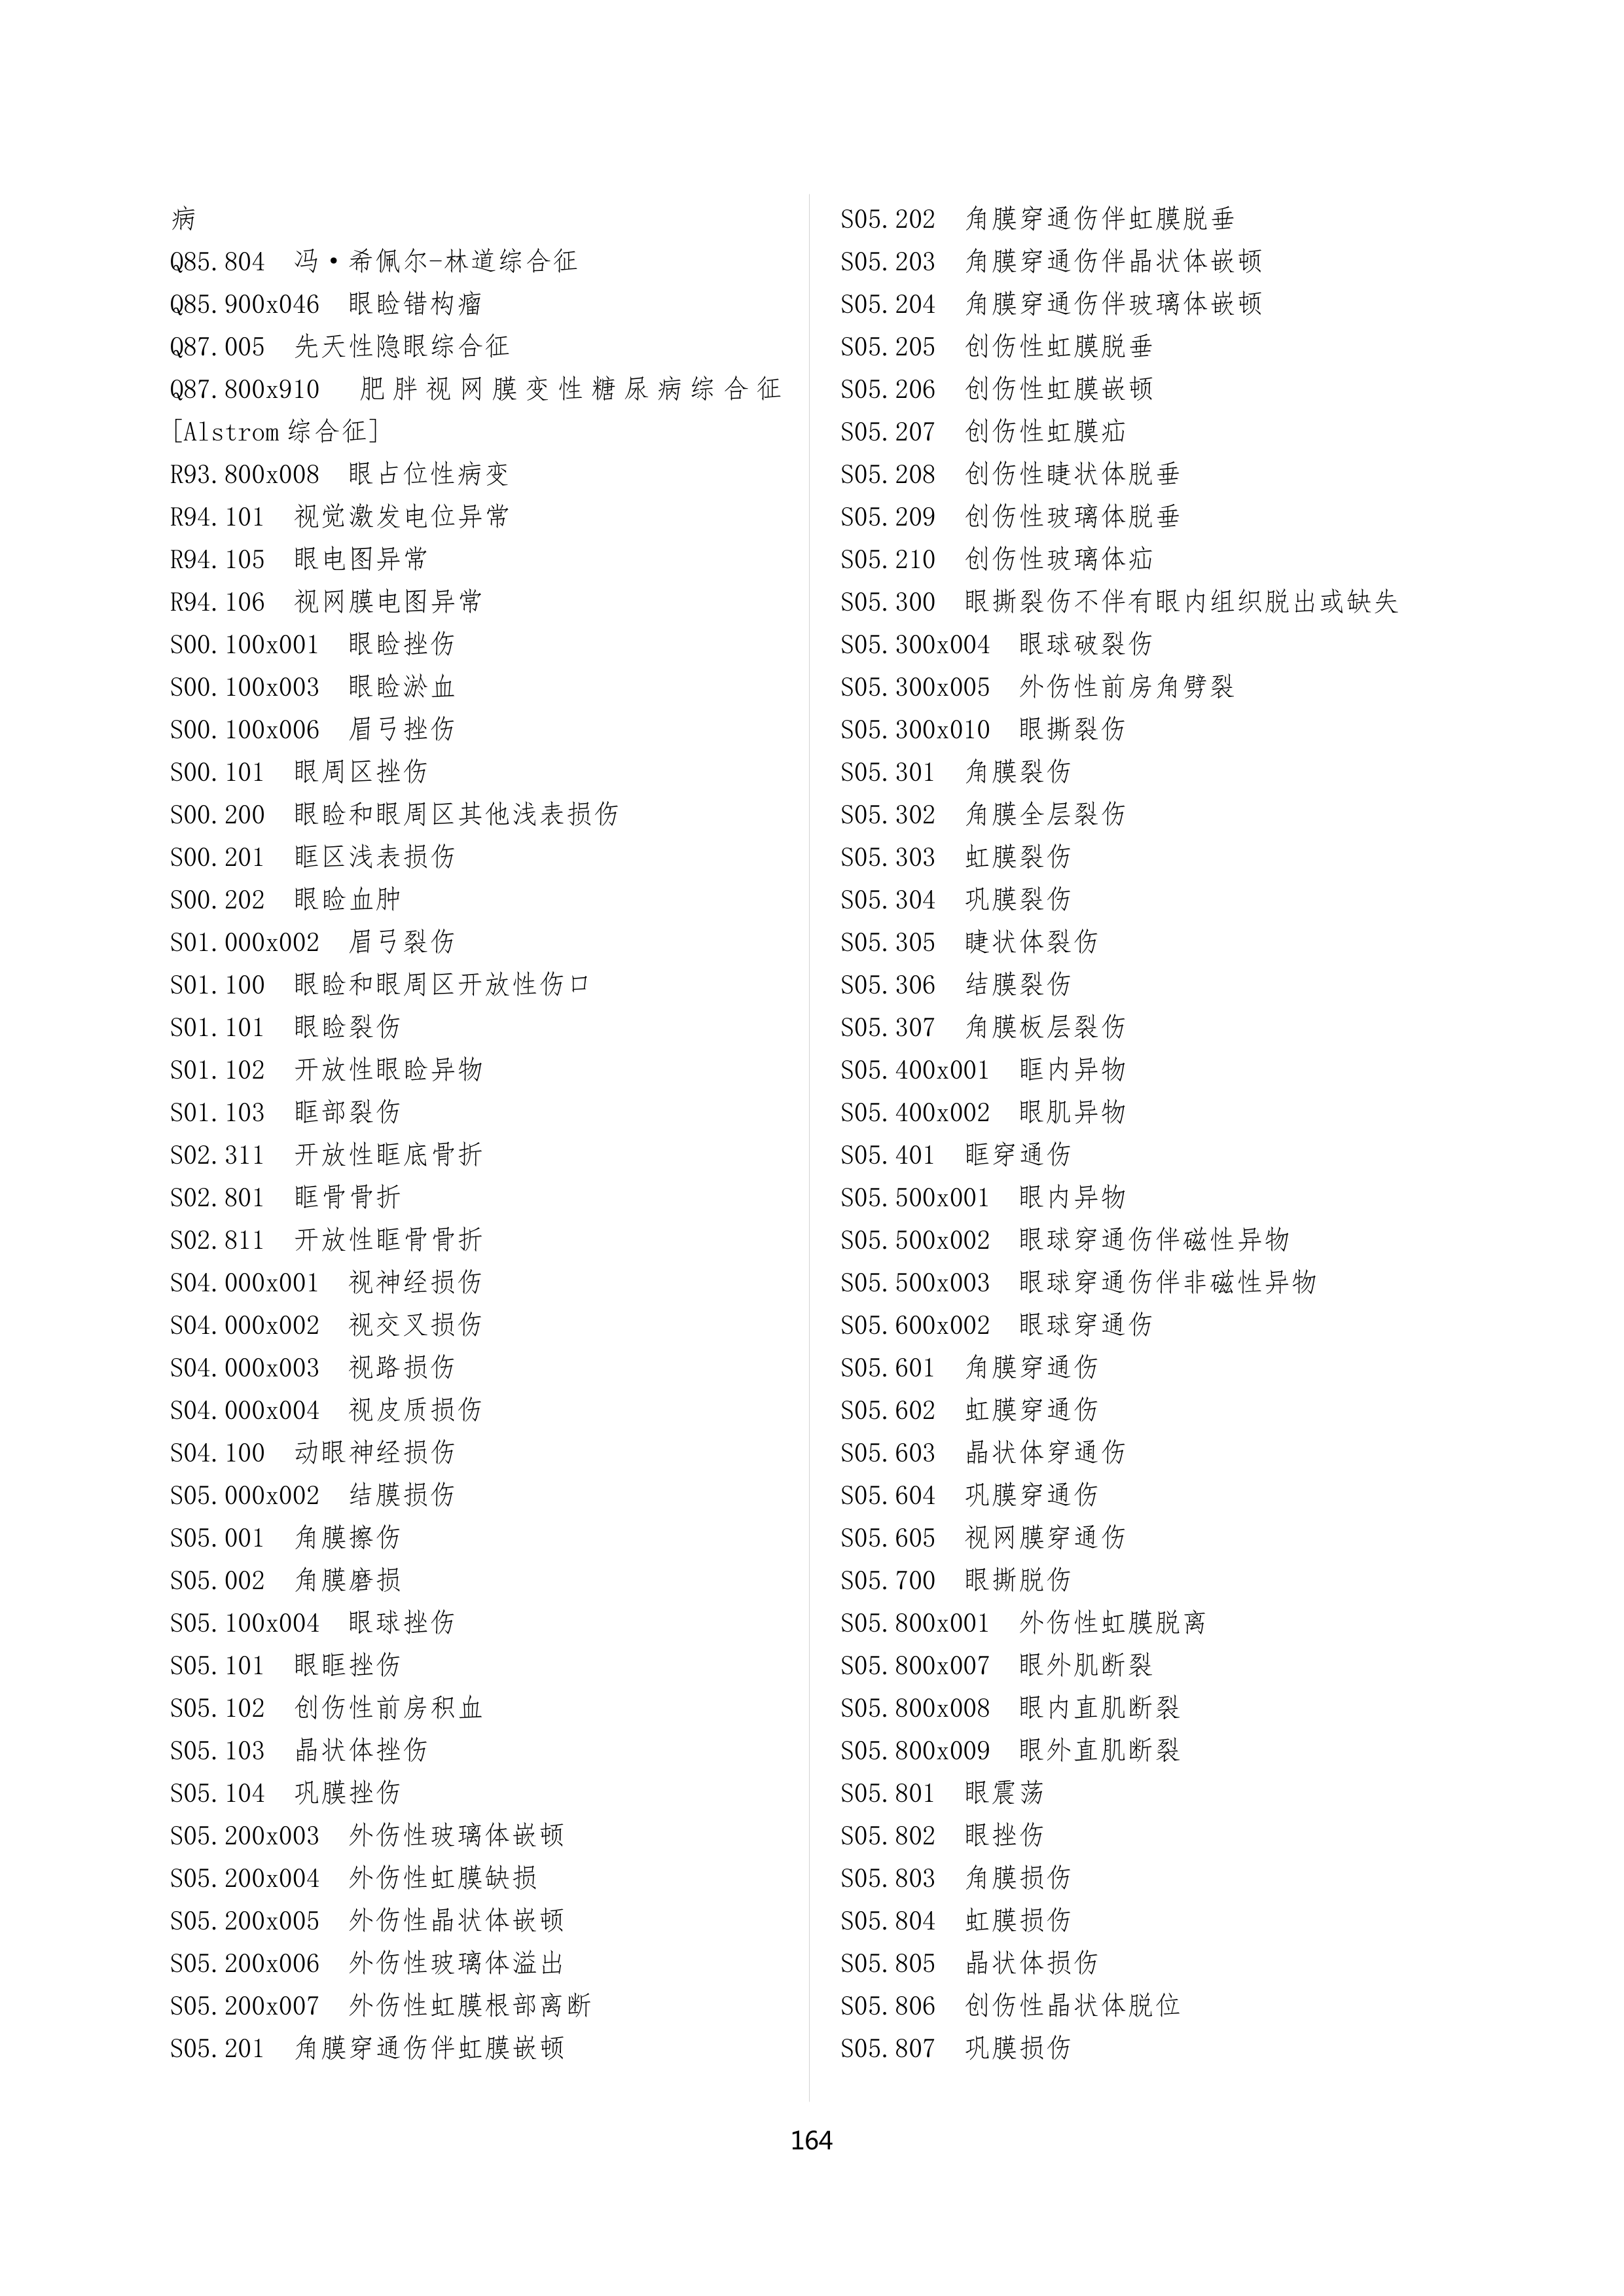 病
Q85.804 冯·希佩尔-林道综合征
Q85.900x046 眼睑错构瘤
Q87.005 先天性隐眼综合征
Q87.800x910 肥胖视网膜变性糖尿病综合征
[Alstrom综合征]
R93.800x008 眼占位性病变
R94.101 视觉激发电位异常
R94.105 眼电图异常
R94.106 视网膜电图异常
S00.100x001 眼睑挫伤
S00.100x003 眼睑淤血
S00.100x006 眉弓挫伤
S00.101 眼周区挫伤
S00.200 眼睑和眼周区其他浅表损伤
S00.201 眶区浅表损伤
S00.202 眼睑血肿
S01.000x002 眉弓裂伤
S01.100 眼睑和眼周区开放性伤口
S01.101 眼睑裂伤
S01.102 开放性眼睑异物
S01.103 眶部裂伤
S02.311 开放性眶底骨折
S02.801 眶骨骨折
S02.811 开放性眶骨骨折
S04.000x001 视神经损伤
S04.000x002 视交叉损伤
S04.000x003 视路损伤
S04.000x004 视皮质损伤
S04.100 动眼神经损伤
S05.000x002 结膜损伤
S05.001 角膜擦伤
S05.002 角膜磨损
S05.100x004 眼球挫伤
S05.101 眼眶挫伤
S05.102 创伤性前房积血
S05.103 晶状体挫伤
S05.104 巩膜挫伤
S05.200x003 外伤性玻璃体嵌顿
S05.200x004 外伤性虹膜缺损
S05.200x005 外伤性晶状体嵌顿
S05.200x006 外伤性玻璃体溢出
S05.200x007 外伤性虹膜根部离断
S05.201 角膜穿通伤伴虹膜嵌顿
S05.202 角膜穿通伤伴虹膜脱垂
S05.203 角膜穿通伤伴晶状体嵌顿
S05.204 角膜穿通伤伴玻璃体嵌顿
S05.205 创伤性虹膜脱垂
S05.206 创伤性虹膜嵌顿
S05.207 创伤性虹膜疝
S05.208 创伤性睫状体脱垂
S05.209 创伤性玻璃体脱垂
S05.210 创伤性玻璃体疝
S05.300 眼撕裂伤不伴有眼内组织脱出或缺失
S05.300x004 眼球破裂伤
S05.300x005 外伤性前房角劈裂
S05.300x010 眼撕裂伤
S05.301 角膜裂伤
S05.302 角膜全层裂伤
S05.303 虹膜裂伤
S05.304 巩膜裂伤
S05.305 睫状体裂伤
S05.306 结膜裂伤
S05.307 角膜板层裂伤
S05.400x001 眶内异物
S05.400x002 眼肌异物
S05.401 眶穿通伤
S05.500x001 眼内异物
S05.500x002 眼球穿通伤伴磁性异物
S05.500x003 眼球穿通伤伴非磁性异物
S05.600x002 眼球穿通伤
S05.601 角膜穿通伤
S05.602 虹膜穿通伤
S05.603 晶状体穿通伤
S05.604 巩膜穿通伤
S05.605 视网膜穿通伤
S05.700 眼撕脱伤
S05.800x001 外伤性虹膜脱离
S05.800x007 眼外肌断裂
S05.800x008 眼内直肌断裂
S05.800x009 眼外直肌断裂
S05.801 眼震荡
S05.802 眼挫伤
S05.803 角膜损伤
S05.804 虹膜损伤
S05.805 晶状体损伤
S05.806 创伤性晶状体脱位
S05.807 巩膜损伤
164